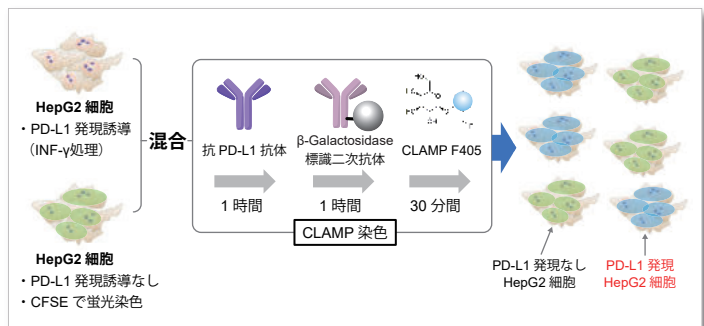 HepG2 細胞
・PD-L1 発現誘導
（INF-γ処理）
HepG2 細胞
・PD-L1 発現誘導なし
・CFSE で蛍光染色
混合
抗 PD-L1 抗体
1 時間
β-Galactosidase
標識二次抗体
1 時間
CLAMP F405
30 分間
CLAMP 染色
PD-L1 発現なし
HepG2 細胞
PD-L1 発現
HepG2 細胞